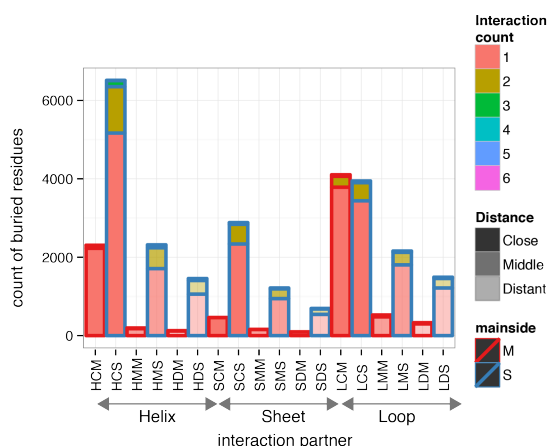 Interaction
count
1
2
3
4
5
6
Distance
Close
Middle
Distant
mainside
M
S
count of buried residues
6000
4000
2000
0
HCM HCS HMM HMS HDM HDS SCM SCS SMM SMS SDM SDS LCM LCS LMM LMS LDM LDS
Helix Sheet Loop
interaction partner